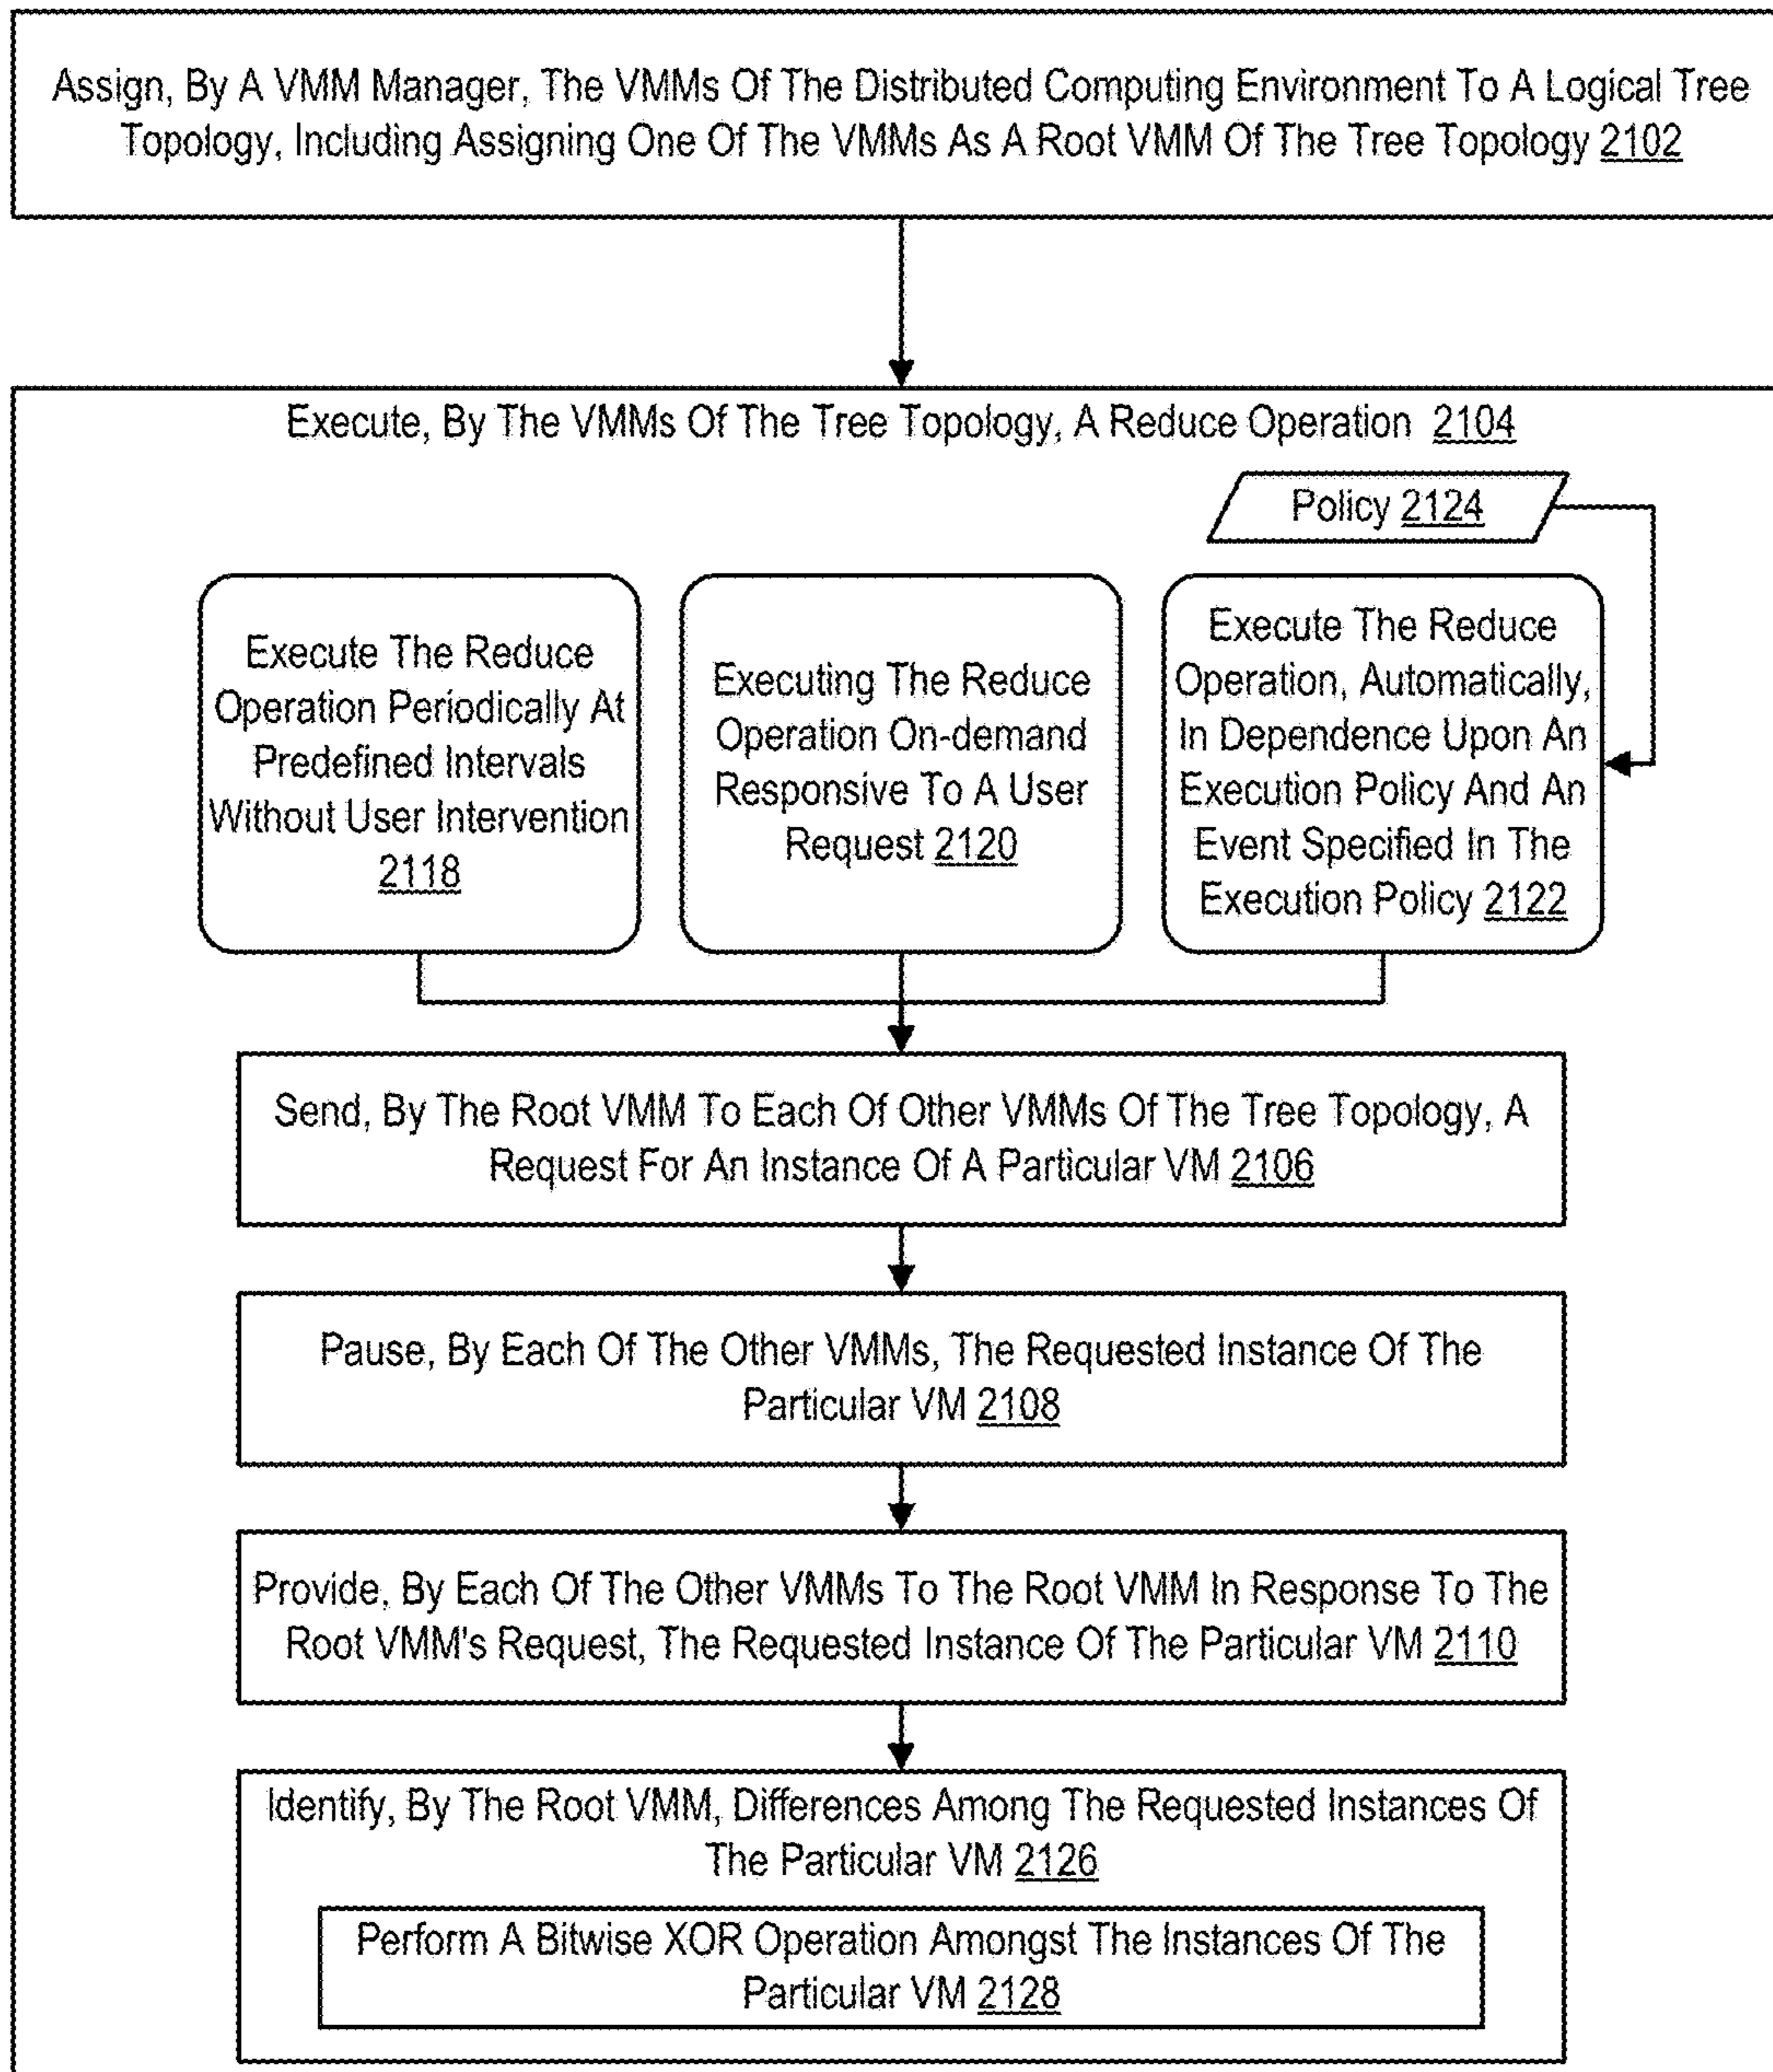 Assign, By A VMM Manager, The VMMs Of The Distributed Computing Environment To A Logical Tree
Topology, Including Assigning One Of The VMMs As A Root VMM Of The Tree Topology 2102
Execute, By The VMMs Of The Tree Topology, A Reduce Operation 2104
Policy 2124
Execute The Reduce
Operation Periodically At
Predefined Intervals
Without User Intervention
2118
Executing The Reduce
Operation On-demand
Responsive To A User
Request 2120
Execute The Reduce
Operation, Automatically,
In Dependence Upon An
Execution Policy And An
Event Specified In The
Execution Policy 2122
Send, By The Root VMM To Each Of Other VMMs Of The Tree Topology, A
Request For An Instance Of A Particular VM 2106
Pause, By Each Of The Other VMMs, The Requested Instance Of The
Particular VM 2108
Provide, By Each Of The Other VMMs To The Root VMM In Response To The
Root VMM's Request, The Requested Instance Of The Particular VM 2110
Identify, By The Root VMM, Differences Among The Requested Instances Of
The Particular VM 2126
Perform A Bitwise XOR Operation Amongst The Instances Of The
Particular VM 2128